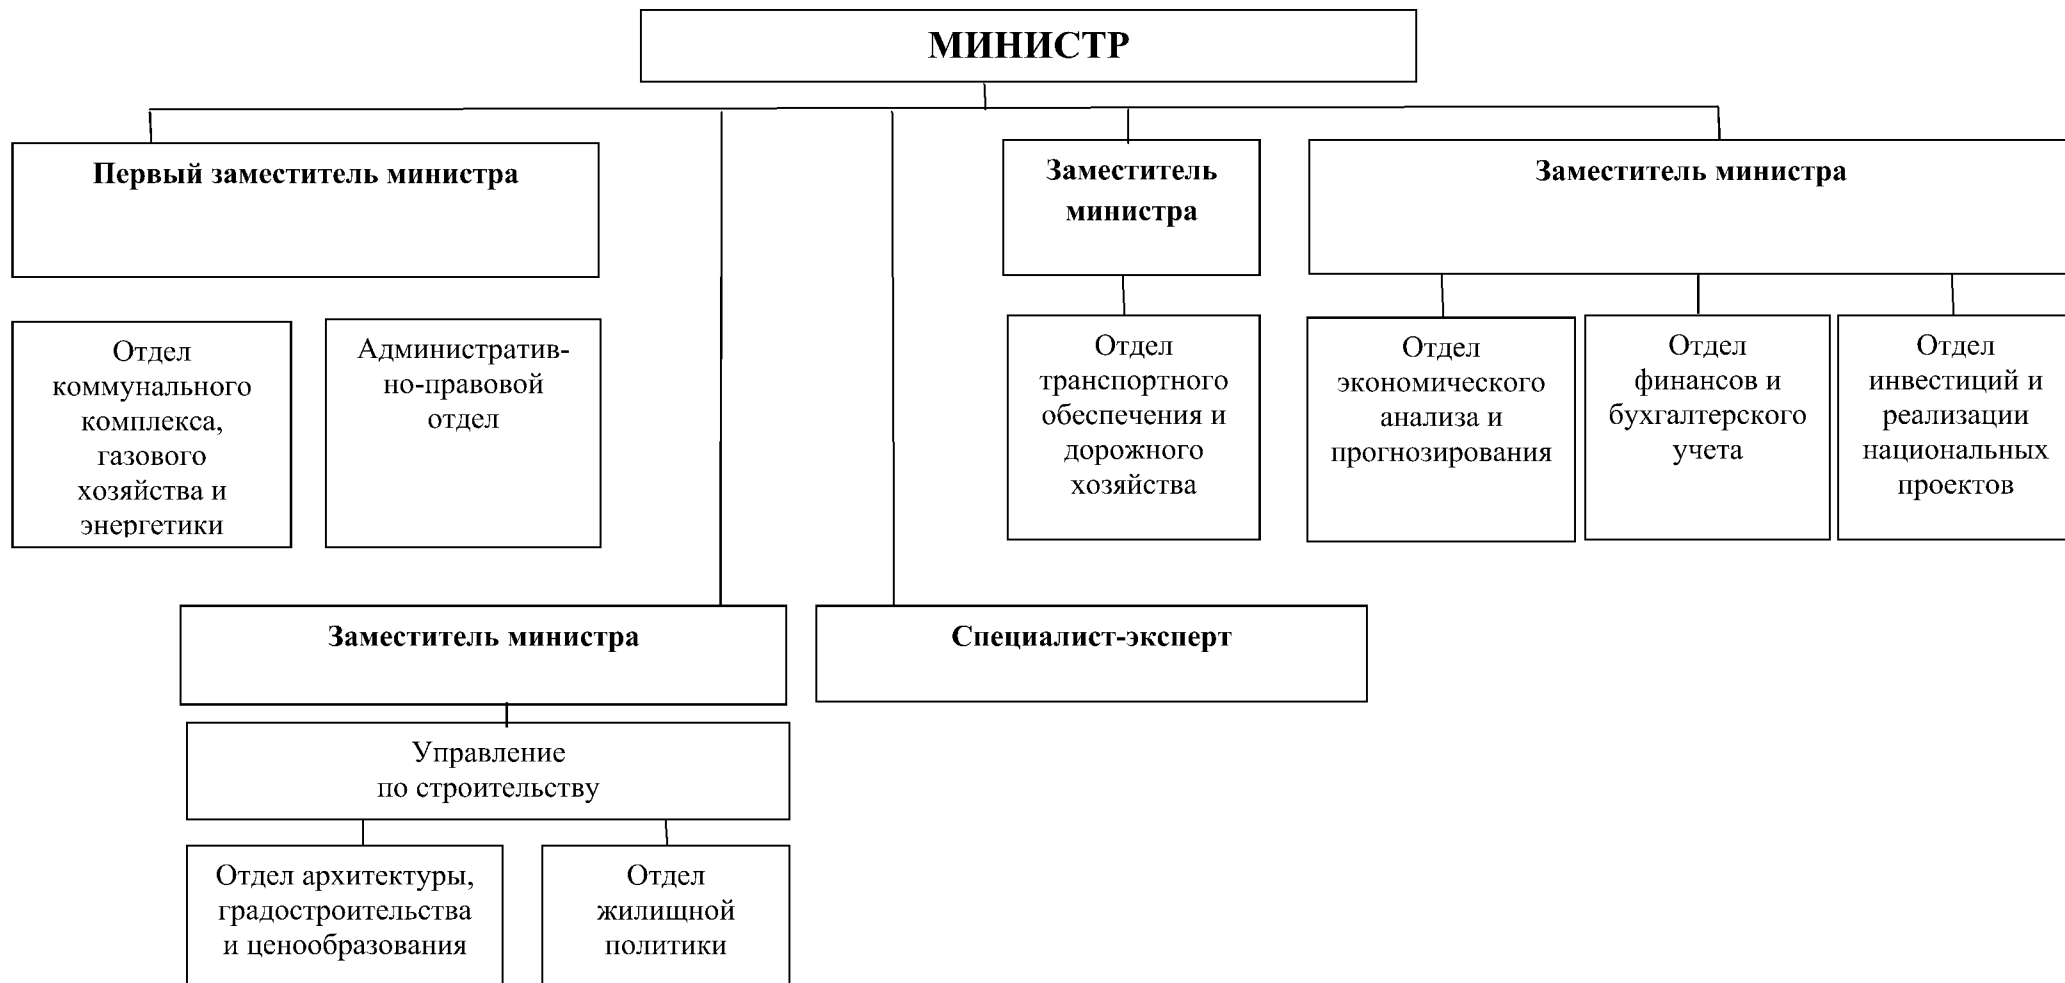 МИНИСТР
Первый заместитель министра
Заместитель
министра
Заместитель министра
Отдел
коммунального
комплекса,
газового
хозяйства и
энергетики
Административ-
но-правовой
отдел
Отдел
транспортного
обеспечения и
дорожного
хозяйства
Отдел
экономического
анализа и
прогнозирования
Отдел
финансов и
бухгалтерского
учета
Отдел
инвестиций и
реализации
национальных
проектов
Заместитель министра
Специалист-эксперт
Управление
по строительству
Отдел архитектуры,
градостроительства
и ценообразования
Отдел
жилищной
политики